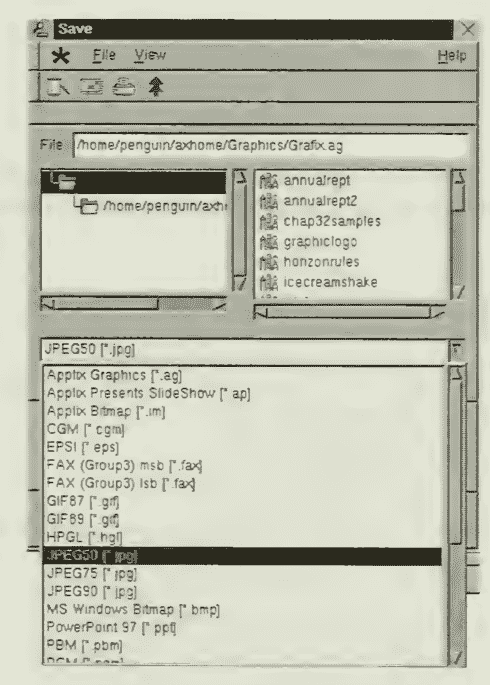 Save
File View Help
File /home/penguin/axhome/Graphics/Grafix.ag
/home/penguin/axh
annualrept
annualrept2
chap32samples
graphiclogo
horizonrules
icecreamshake
JPEG50 [*.jpg]
Applix Graphics [*.ag]
Applix Presents SlideShow [*.ap]
Applix Bitmap [*.im]
CGM [*.cgm]
EPSI [*.eps]
FAX (Group3) msb [*.fax]
FAX (Group3) lsb [*.fax]
GIF87 [*.gif]
GIF89 [*.gif]
HPGL [*.hgl]
JPEG50 [*.jpg]
JPEG75 [*.jpg]
JPEG90 [*.jpg]
MS Windows Bitmap [*.bmp]
PowerPoint 97 [*.ppt]
PBM [*.pbm]